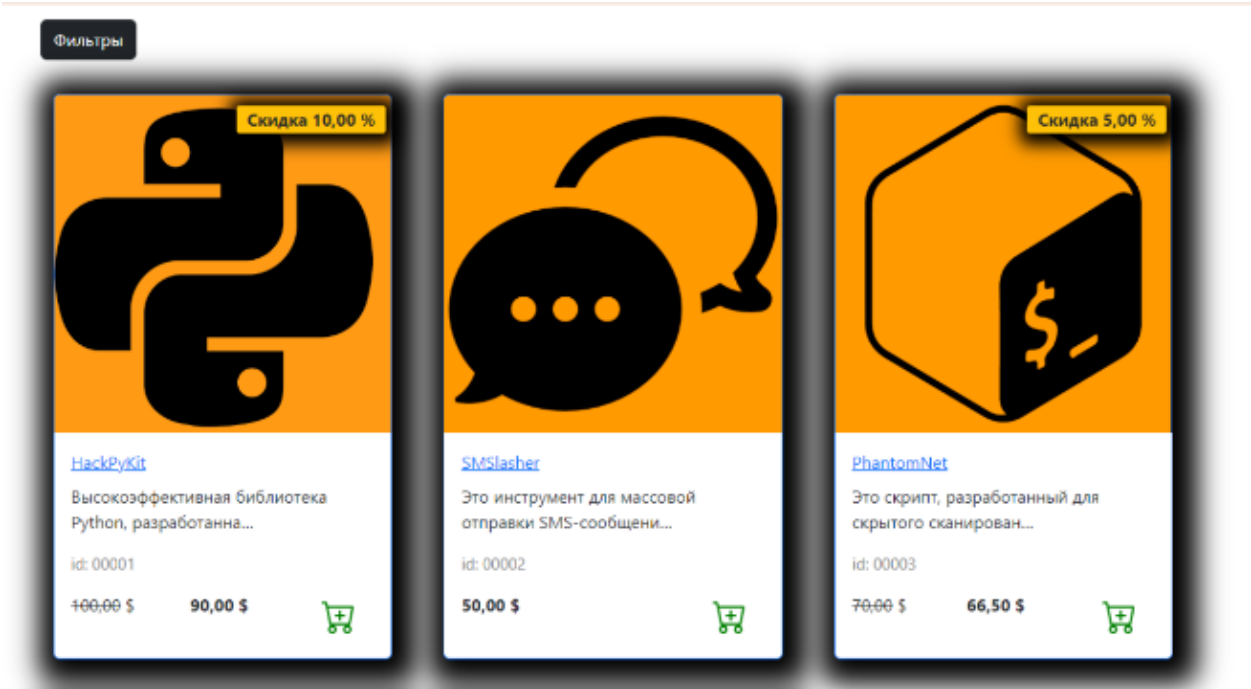 Фильтры
Скидка 10,00 %
Скидка 5,00 %
$_
HackPyKit
Высокоэффективная библиотека
Python, разработанна...
id: 00001
100,00 $ 90,00 $
SMSlasher
Это инструмент для массовой
отправки SMS-сообщени...
id: 00002
50,00 $
PhantomNet
Это скрипт, разработанный для
скрытого сканирован...
id: 00003
70,00 $ 66,50 $